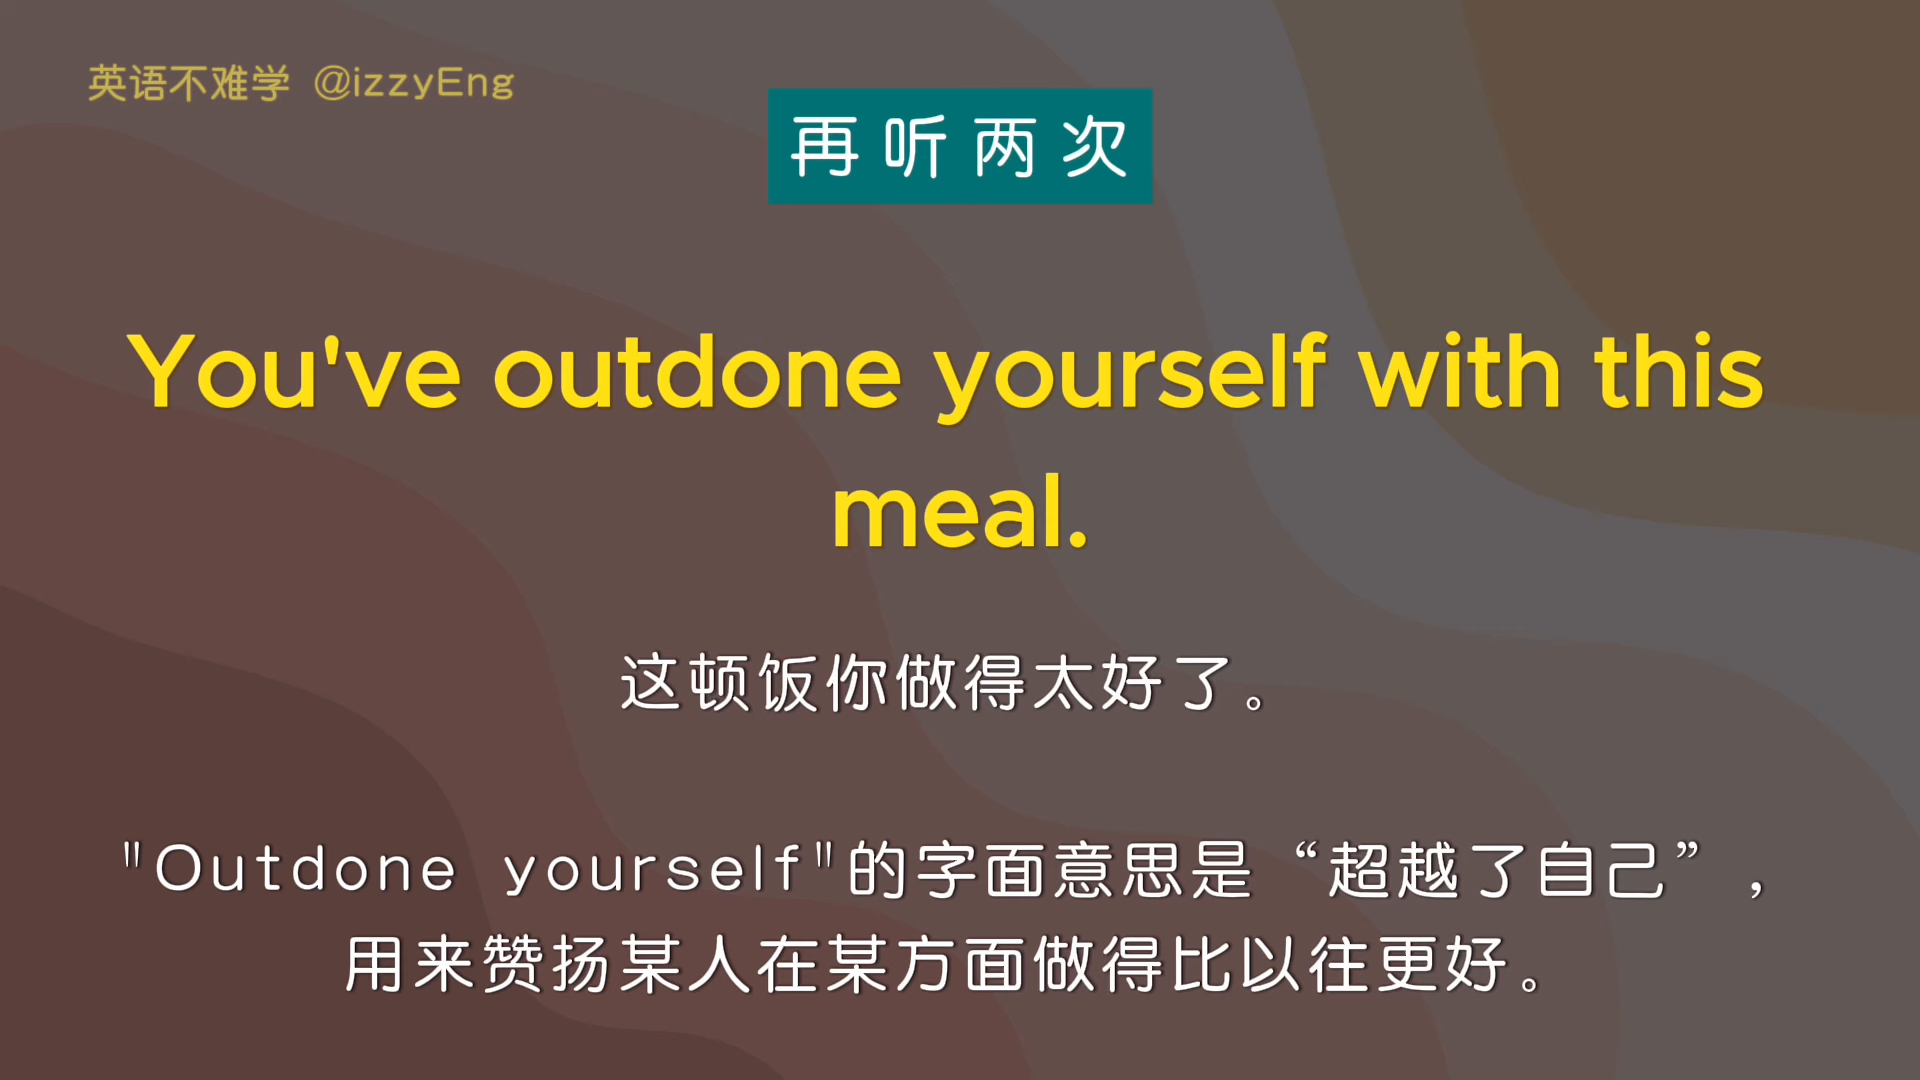 英语不难学 @izzyEng
再听两次
You've outdone yourself with this
meal.
这顿饭你做得太好了。
"Outdone yourself"的字面意思是“超越了自己”，
用来赞扬某人在某方面做得比以往更好。